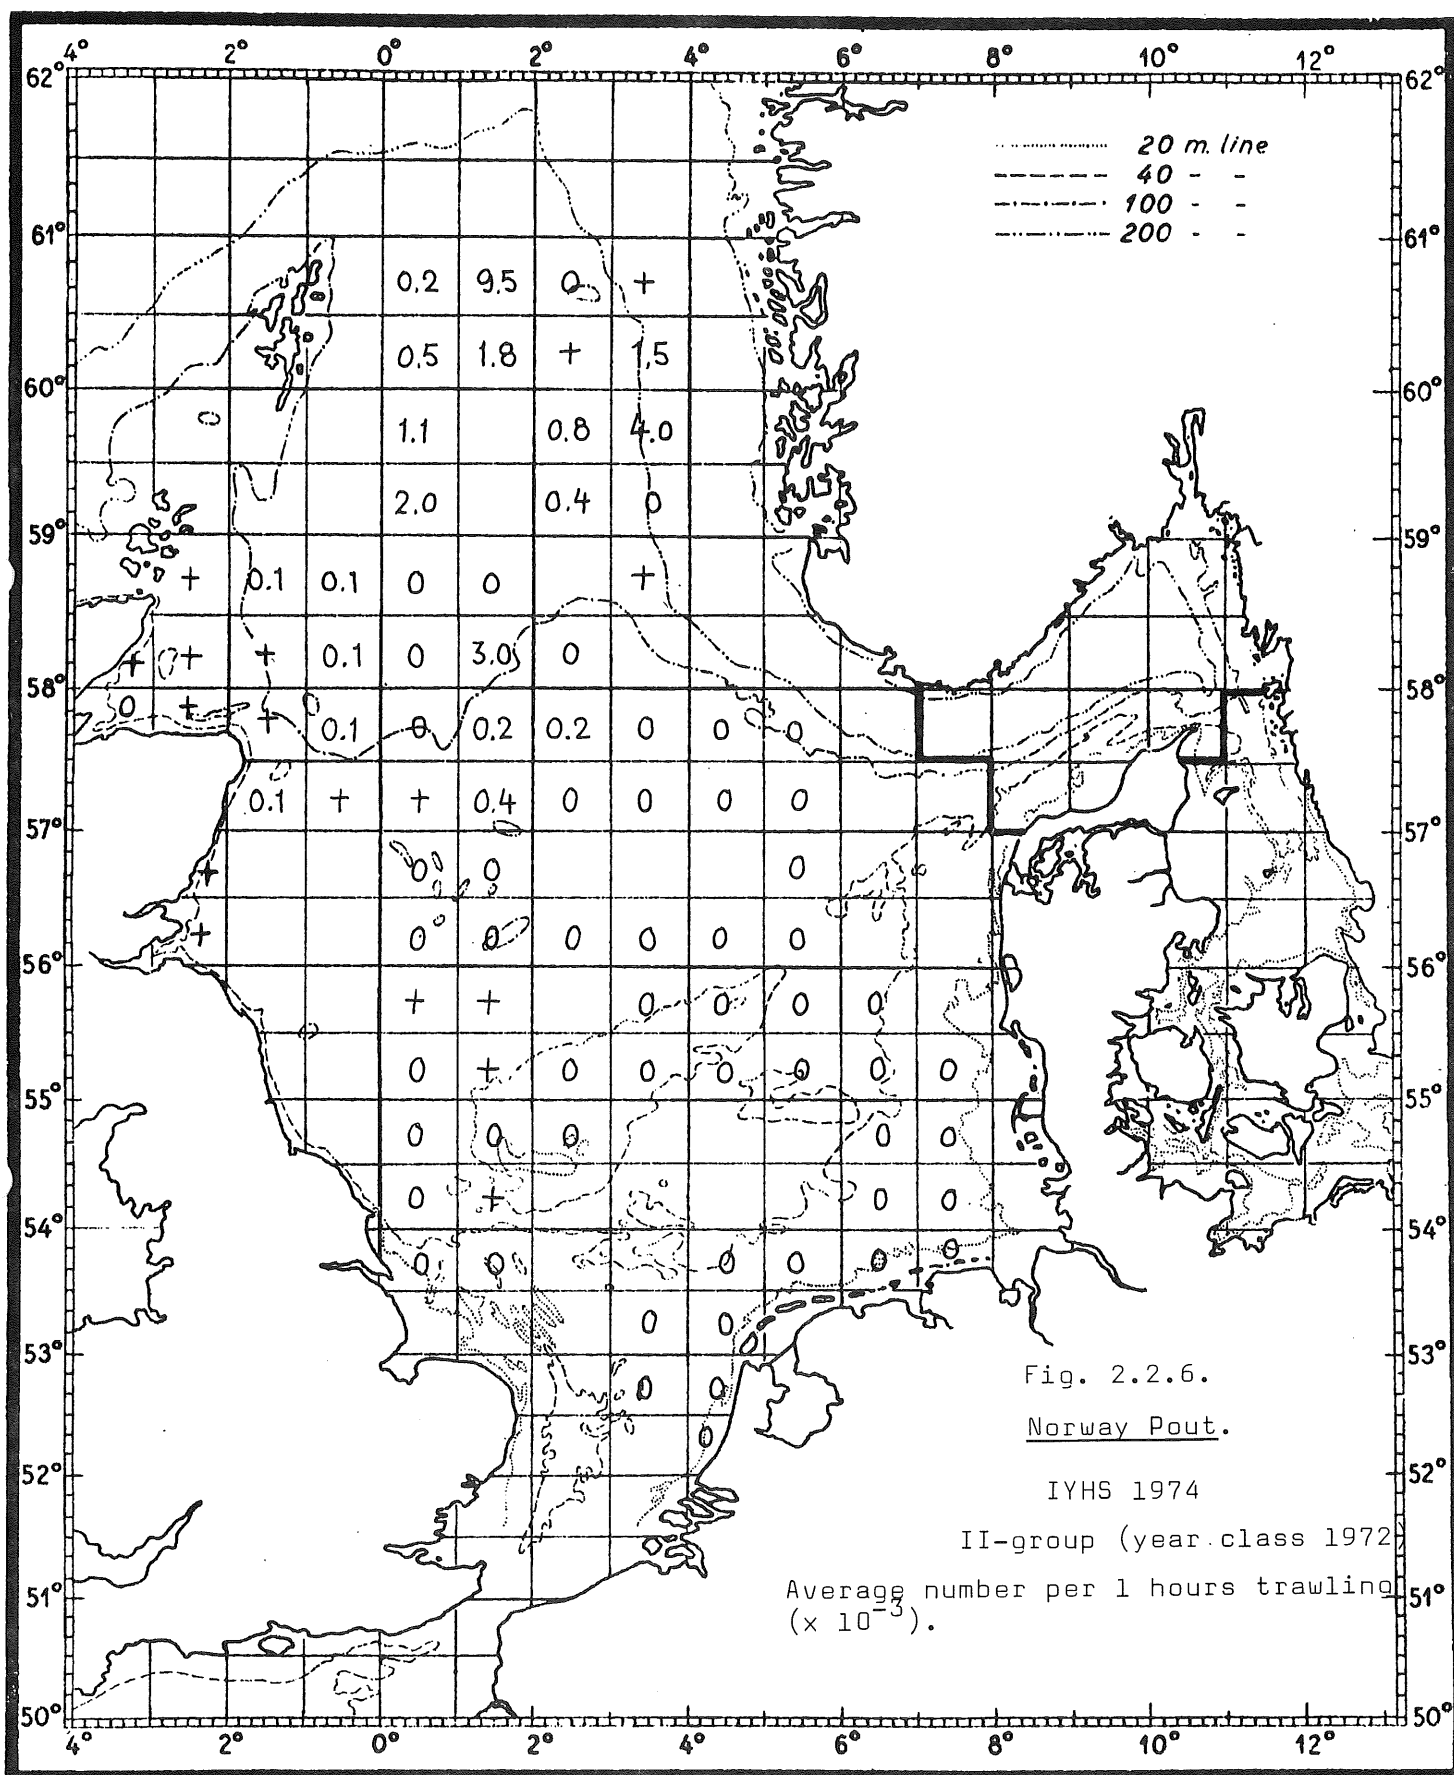 4° 2° 0° 2° 4° 6° 8° 10° 12°
62° 62°
20 m. line
40 - -
100 - -
200 - -
61° 61°
0.2 9.5 0 +
0.5 1.8 + 1.5
60° 60°
1.1 0.8 4.0
2.0 0.4 0
59° 59°
+ 0.1 0.1 0 0 +
+ + + 0.1 0 3.0 0
58° 58°
0 + + 0.1 0 0.2 0.2 0 0 0
0.1 + + 0.4 0 0 0 0
57° 57°
+ 0 0 0
+ 0 0 0 0 0 0
56° 56°
+ + 0 0 0 0
0 + 0 0 0 0 0 0
55° 55°
0 0 0 0 0
0 + 0 0
54° 54°
0 0 0 0 0 0
0 0
53° 53°
Fig. 2.2.6.
0 0
Norway Pout.
0
52° 52°
IYHS 1974
II-group (year class 1972)
Average number per 1 hours trawling
51° 51°
(x 10-3).
50° 50°
4° 2° 0° 2° 4° 6° 8° 10° 12°